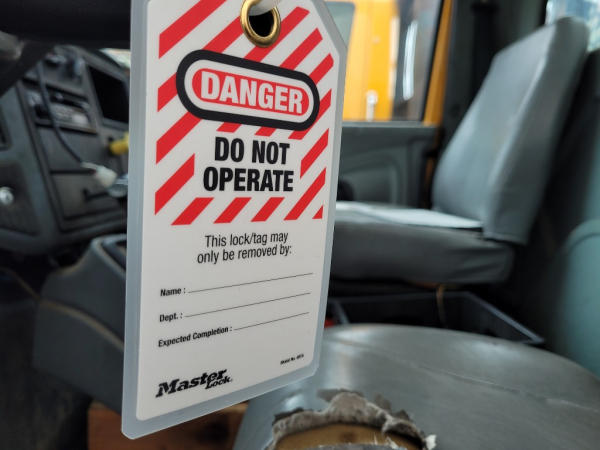 DANGER
DO NOT
OPERATE
This lock/tag may
only be removed by:
Name :
Dept. :
Expected Completion :
Master
Lock